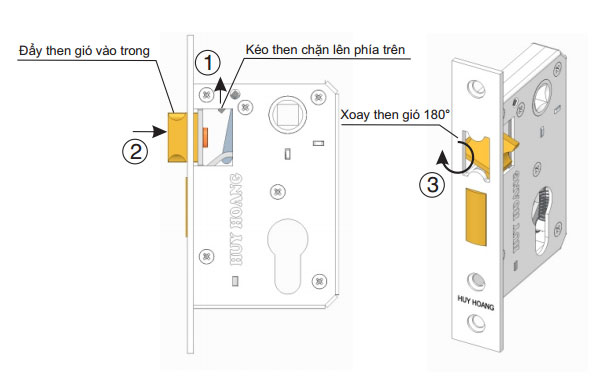 Đẩy then gió vào trong
Kéo then chặn lên phía trên
1
2
HUY HOANG
Xoay then gió 180°
3
HUY HOANG
HUY HOANG